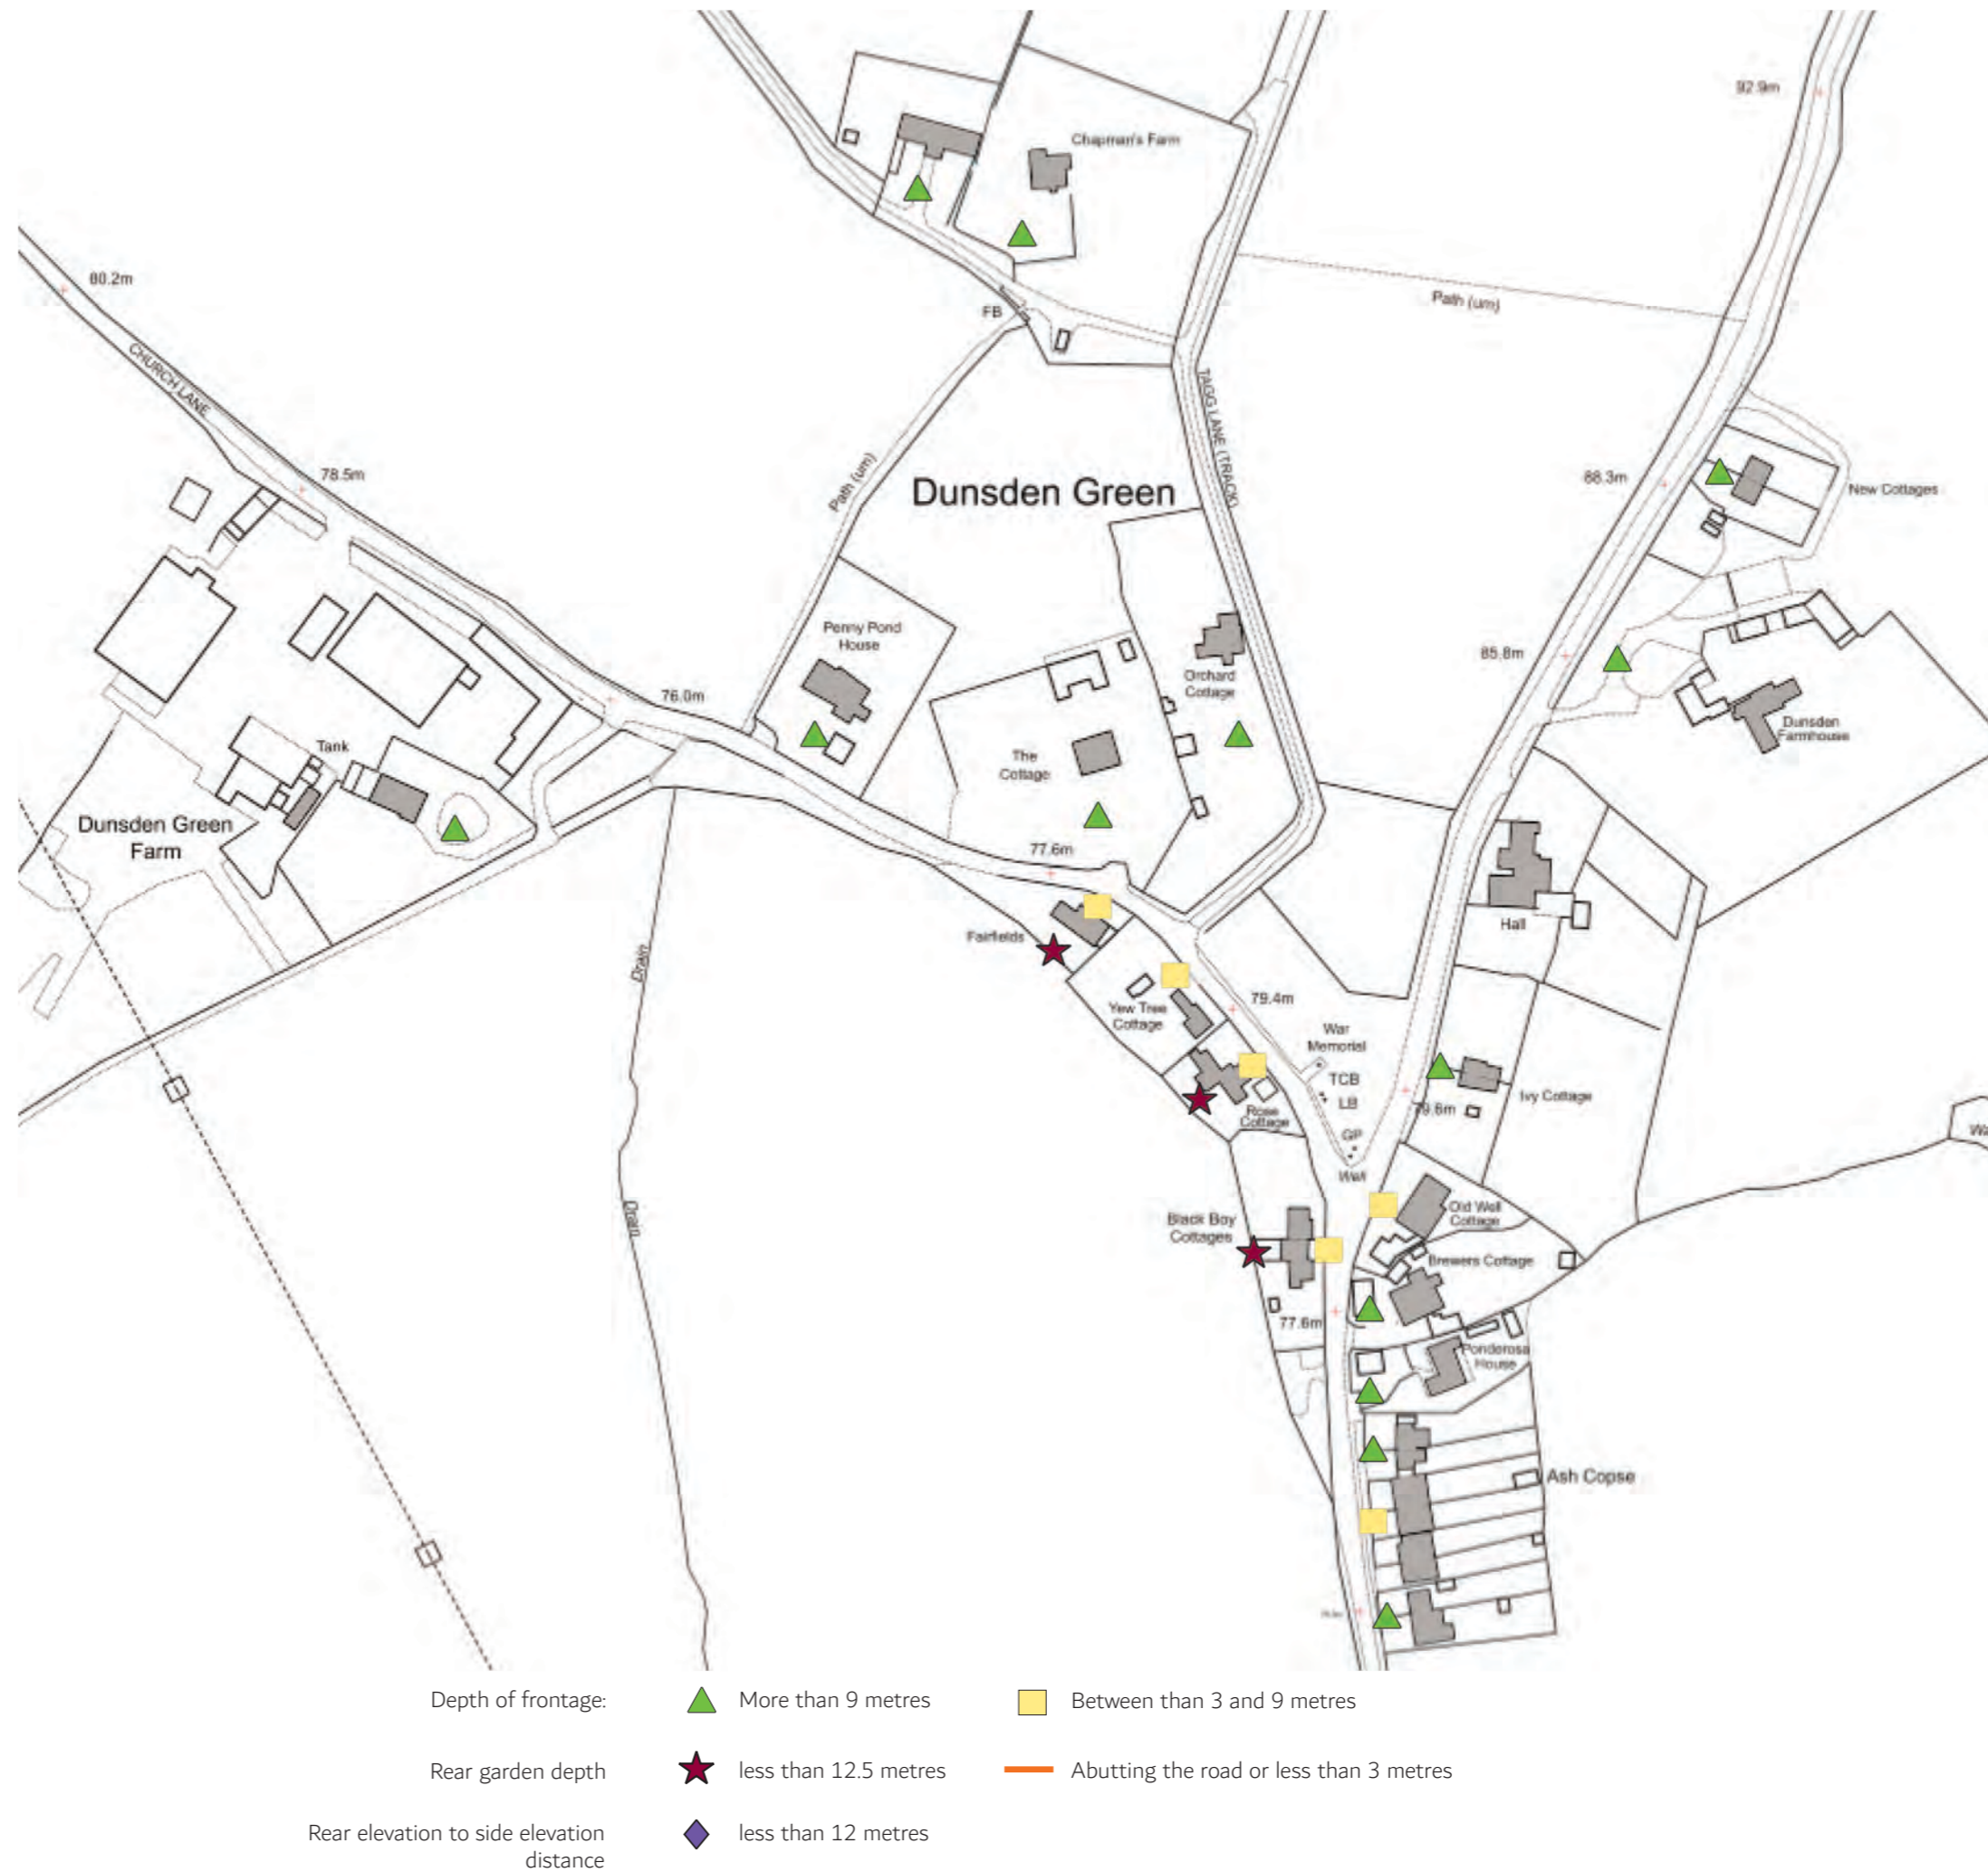 92.9m
Chapman's Farm
80.2m
Path (um)
FB
CHURCH LANE
TAGG LANE (TRACK)
78.5m
Path (um)
Dunsden Green
88.3m
New Cottages
Penny Pond
House
85.8m
76.0m
Orchard
Cottage
Dunsden
Farmhouse
Tank
The
Cottage
Dunsden Green
Farm
77.6m
Hall
Fairfields
Drain
79.4m
Yew Tree
Cottage
War
Memorial
TCB
LB
79.8m
Ivy Cottage
Rose
Cottage
GP
Well
Drain
Black Boy
Cottages
Old Well
Cottage
Brewers Cottage
77.6m
Ponderosa
House
Ash Copse
Depth of frontage:
More than 9 metres
Between than 3 and 9 metres
Rear garden depth
less than 12.5 metres
Abutting the road or less than 3 metres
Rear elevation to side elevation
distance
less than 12 metres